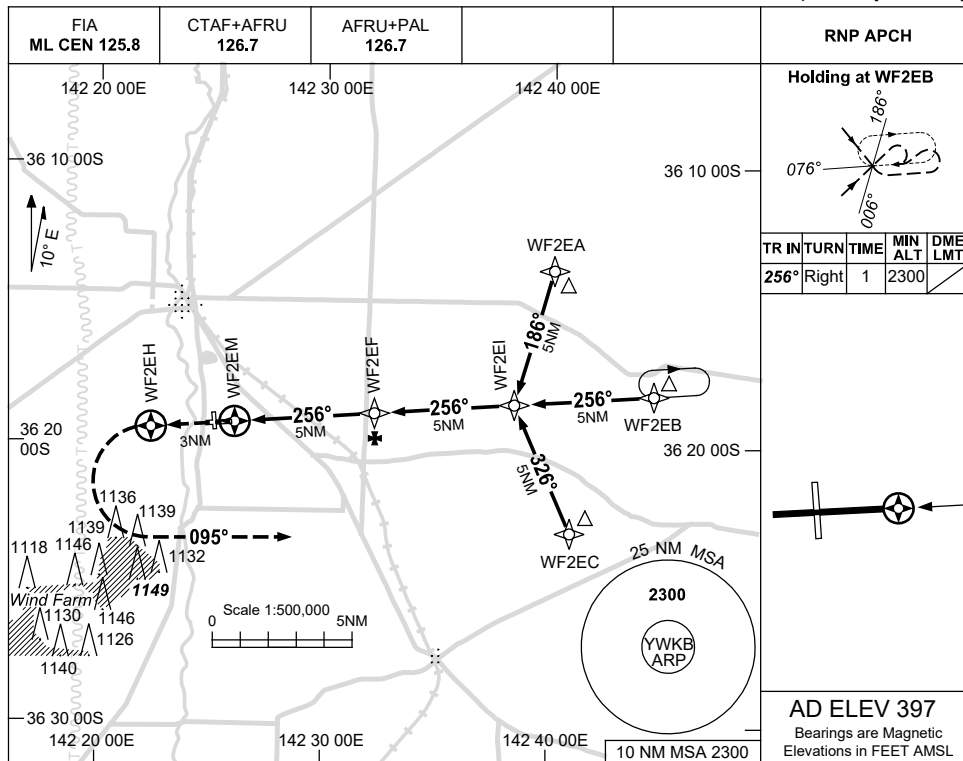 FIA
ML CEN 125.8
CTAF+AFRU
126.7
AFRU+PAL
126.7
RNP APCH
142 20 00E
142 30 00E
142 40 00E
36 10 00S
36 10 00S
10° E
WF2EA
186°
5NM
WF2EH
WF2EM
WF2EF
WF2EI
256°
5NM
256°
5NM
256°
5NM
WF2EB
3NM
36 20
00S
36 20 00S
326°
5NM
WF2EC
095°
1136
1139
1139
1118
1146
1132
1149
Wind Farm
1130
1146
1126
1140
Scale 1:500,000
0
5NM
25 NM MSA
2300
YWKB
ARP
36 30 00S
142 20 00E
142 40 00E
10 NM MSA 2300
Holding at WF2EB
186°
076°
006°
TR IN TURN TIME MIN ALT DME LMT
256° Right 1 2300
AD ELEV 397
Bearings are Magnetic
Elevations in FEET AMSL